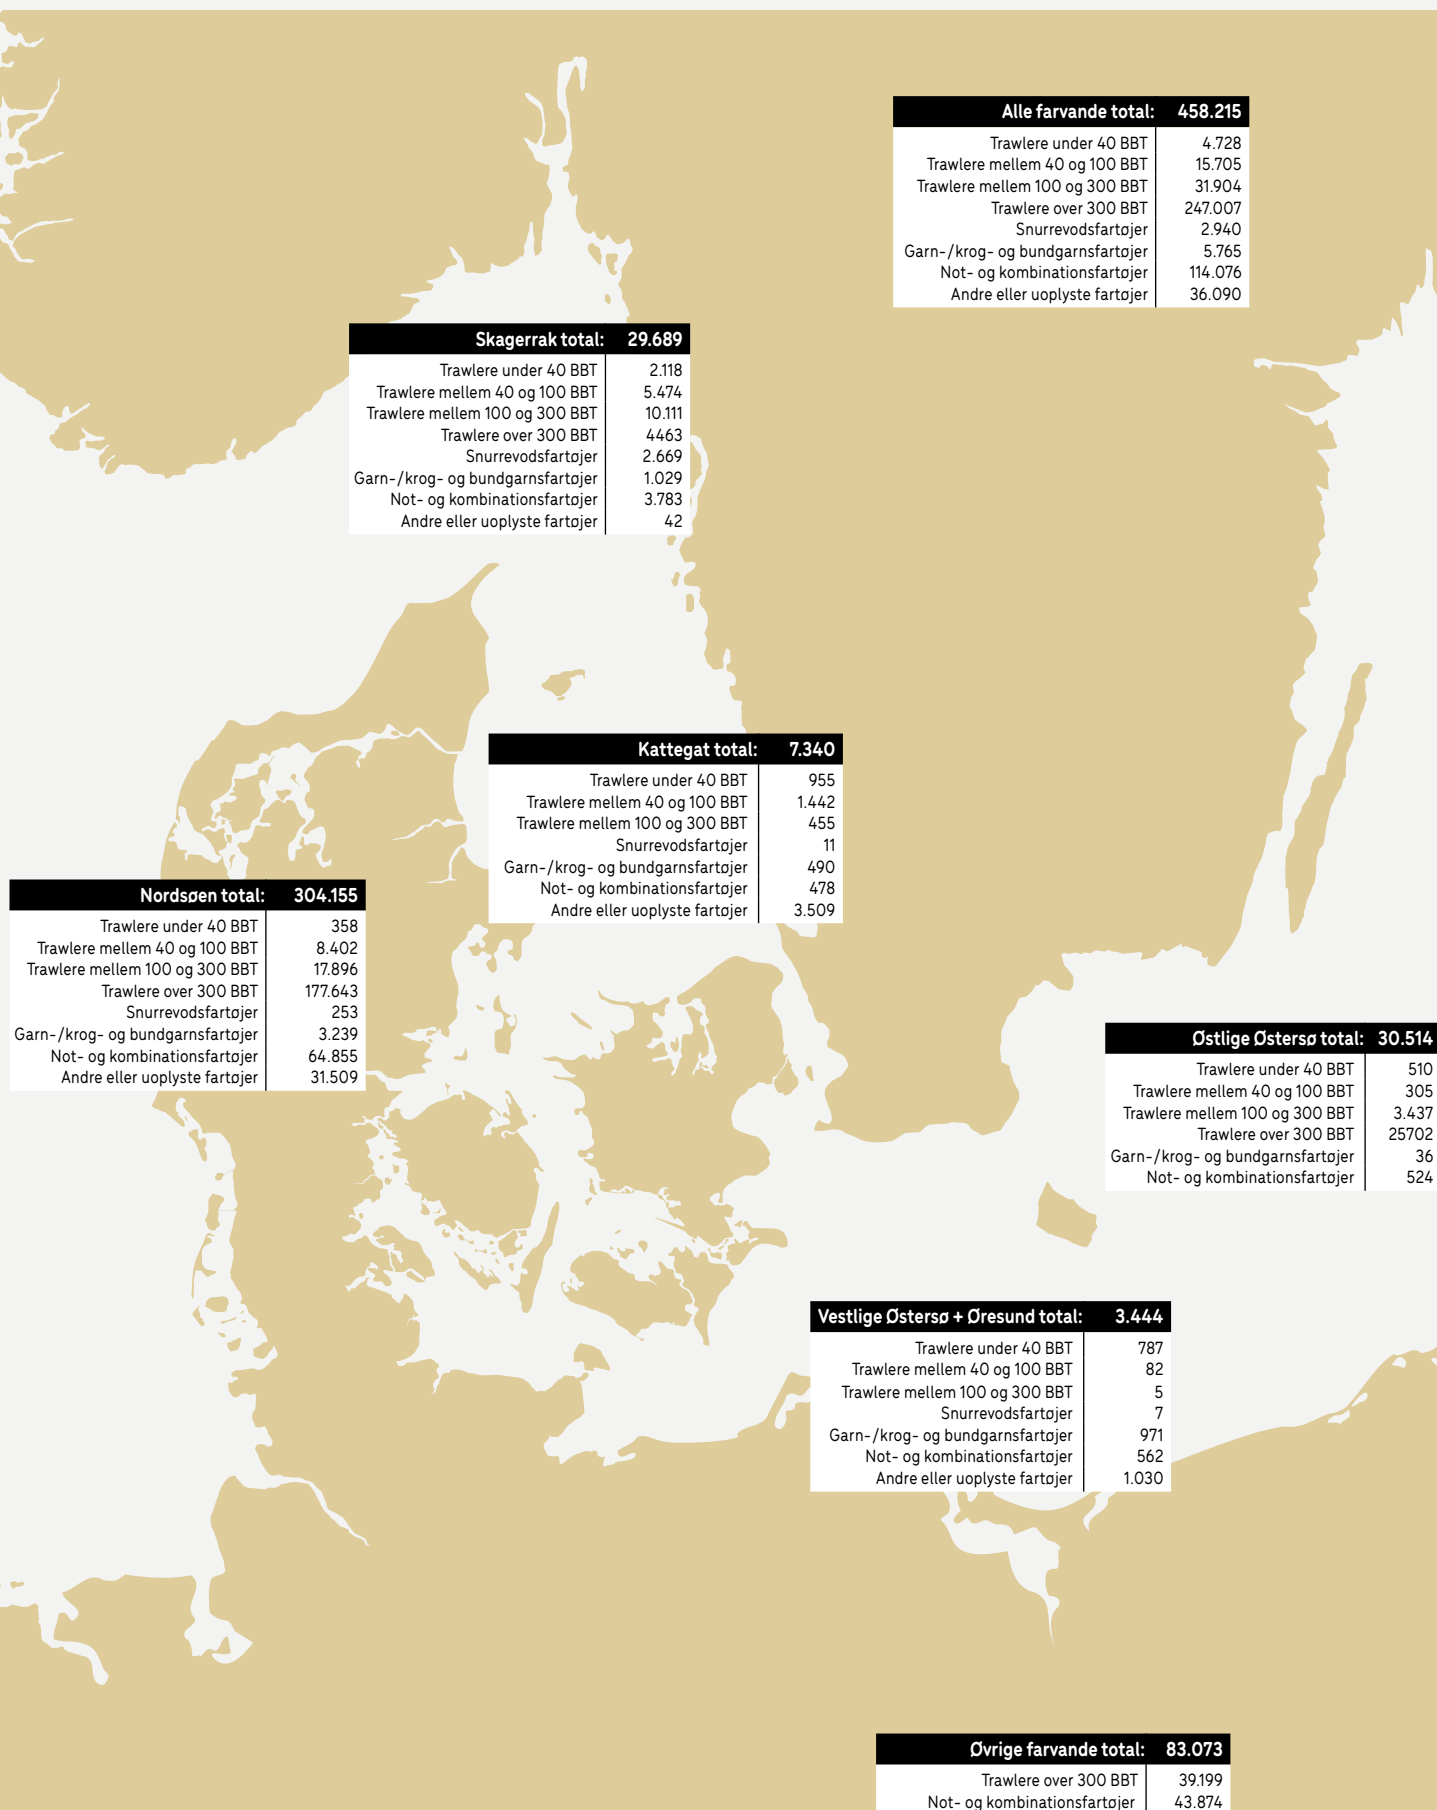 Alle farvande total: 458.215
Trawlere under 40 BBT 4.728
Trawlere mellem 40 og 100 BBT 15.705
Trawlere mellem 100 og 300 BBT 31.904
Trawlere over 300 BBT 247.007
Snurrevodsfartøjer 2.940
Garn-/krog- og bundgarnsfartøjer 5.765
Not- og kombinationsfartøjer 114.076
Andre eller uoplyste fartøjer 36.090
Skagerrak total: 29.689
Trawlere under 40 BBT 2.118
Trawlere mellem 40 og 100 BBT 5.474
Trawlere mellem 100 og 300 BBT 10.111
Trawlere over 300 BBT 4463
Snurrevodsfartøjer 2.669
Garn-/krog- og bundgarnsfartøjer 1.029
Not- og kombinationsfartøjer 3.783
Andre eller uoplyste fartøjer 42
Kattegat total: 7.340
Trawlere under 40 BBT 955
Trawlere mellem 40 og 100 BBT 1.442
Trawlere mellem 100 og 300 BBT 455
Snurrevodsfartøjer 11
Garn-/krog- og bundgarnsfartøjer 490
Not- og kombinationsfartøjer 478
Andre eller uoplyste fartøjer 3.509
Nordsøen total: 304.155
Trawlere under 40 BBT 358
Trawlere mellem 40 og 100 BBT 8.402
Trawlere mellem 100 og 300 BBT 17.896
Trawlere over 300 BBT 177.643
Snurrevodsfartøjer 253
Garn-/krog- og bundgarnsfartøjer 3.239
Not- og kombinationsfartøjer 64.855
Andre eller uoplyste fartøjer 31.509
Østlige Østersø total: 30.514
Trawlere under 40 BBT 510
Trawlere mellem 40 og 100 BBT 305
Trawlere mellem 100 og 300 BBT 3.437
Trawlere over 300 BBT 25702
Garn-/krog- og bundgarnsfartøjer 36
Not- og kombinationsfartøjer 524
Vestlige Østersø + Øresund total: 3.444
Trawlere under 40 BBT 787
Trawlere mellem 40 og 100 BBT 82
Trawlere mellem 100 og 300 BBT 5
Snurrevodsfartøjer 7
Garn-/krog- og bundgarnsfartøjer 971
Not- og kombinationsfartøjer 562
Andre eller uoplyste fartøjer 1.030
Øvrige farvande total: 83.073
Trawlere over 300 BBT 39.199
Not- og kombinationsfartøjer 43.874